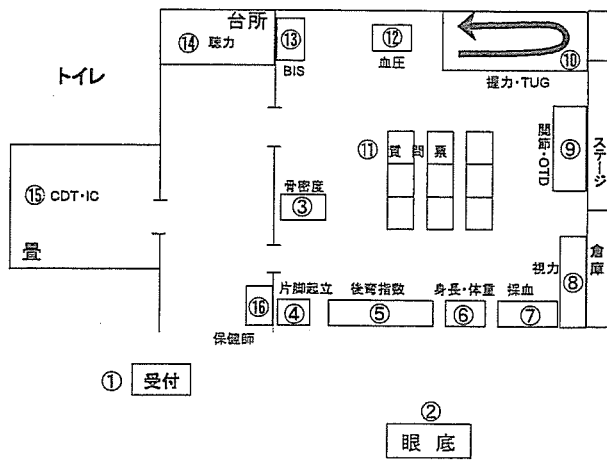 台所
⑭ 聴力
⑬
BIS
⑫
血圧
⑩
握力・TUG
トイレ
⑪ 質問票
関節・OTD
⑨
ステージ
⑮ CDT・IC
畳
骨密度
③
視力
⑧
倉庫
⑯
保健師
片脚起立
④
後弯指数
⑤
身長・体重
⑥
採血
⑦
① 受付
②
眼底